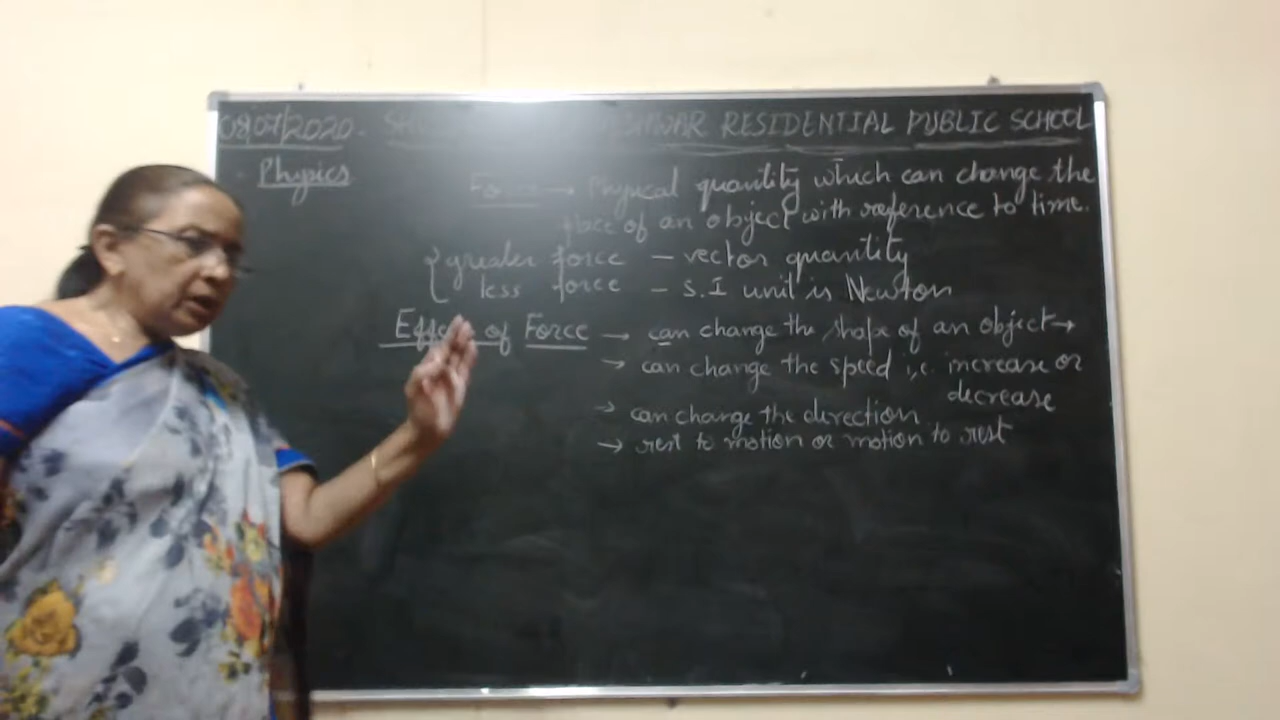 08/07/2020. RESIDENTIAL PUBLIC SCHOOL
Physics
Force → Physical quantity which can change the
place of an object with reference to time.
greater force – vector quantity
less force – S.I unit is Newton
Effect of Force → can change the shape of an object →
→ can change the speed i,e. increase or
decrease
→ can change the direction
→ rest to motion or motion to rest